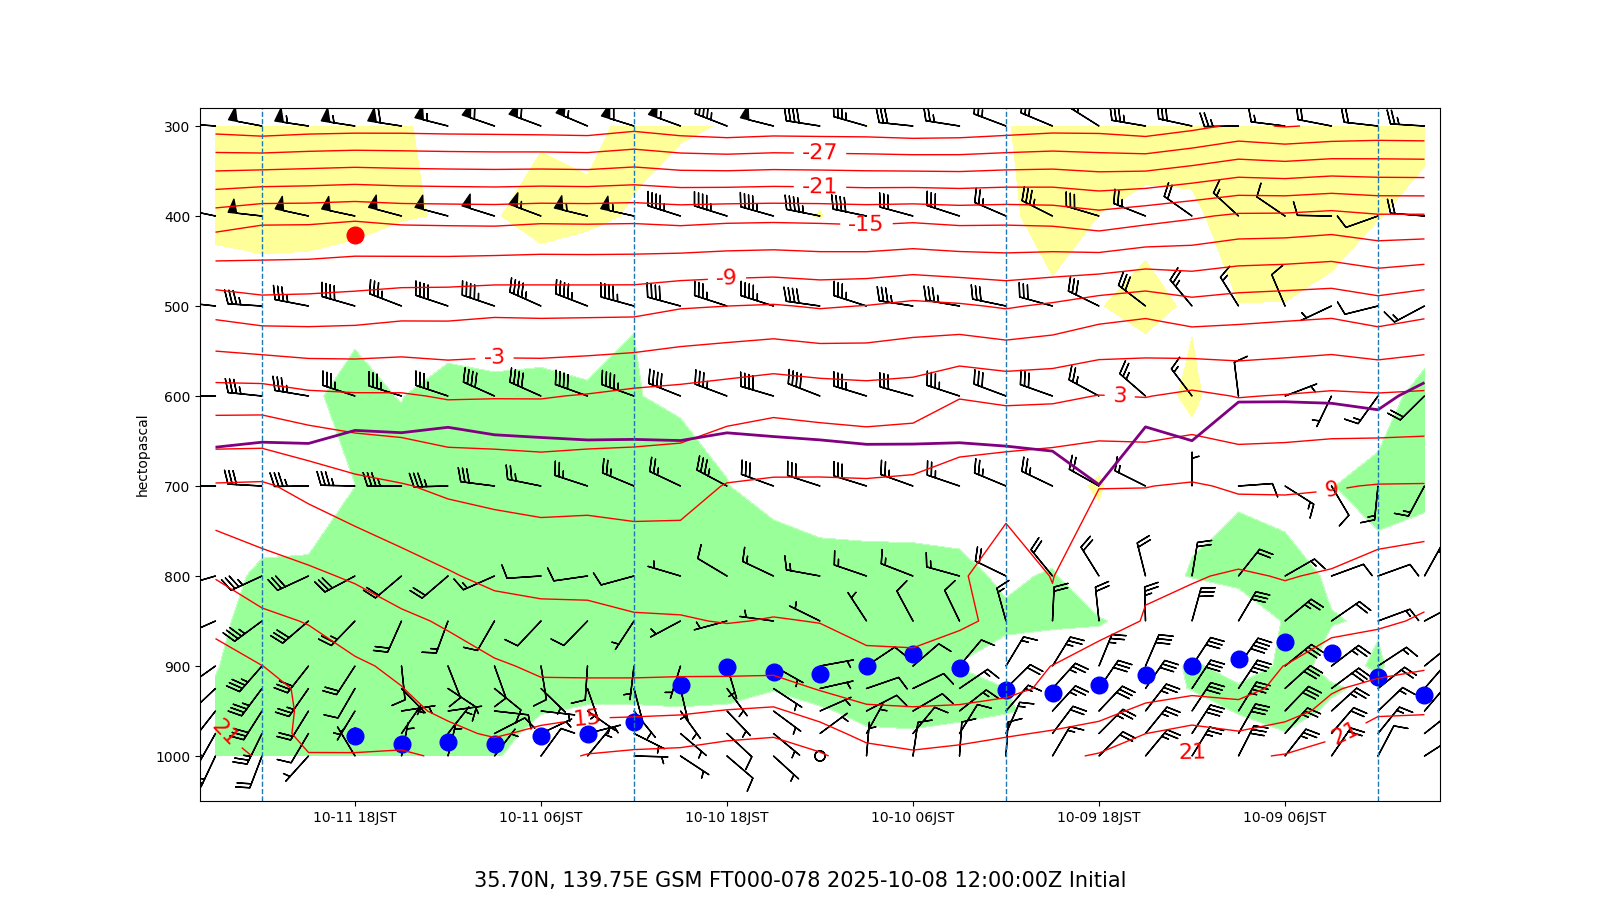 300
400
500
600
700
800
900
1000
hectopascal
-27
-21
-15
-9
-3
3
9
15
21
21
21
10-11 18JST
10-11 06JST
10-10 18JST
10-10 06JST
10-09 18JST
10-09 06JST
35.70N, 139.75E GSM FT000-078 2025-10-08 12:00:00Z Initial